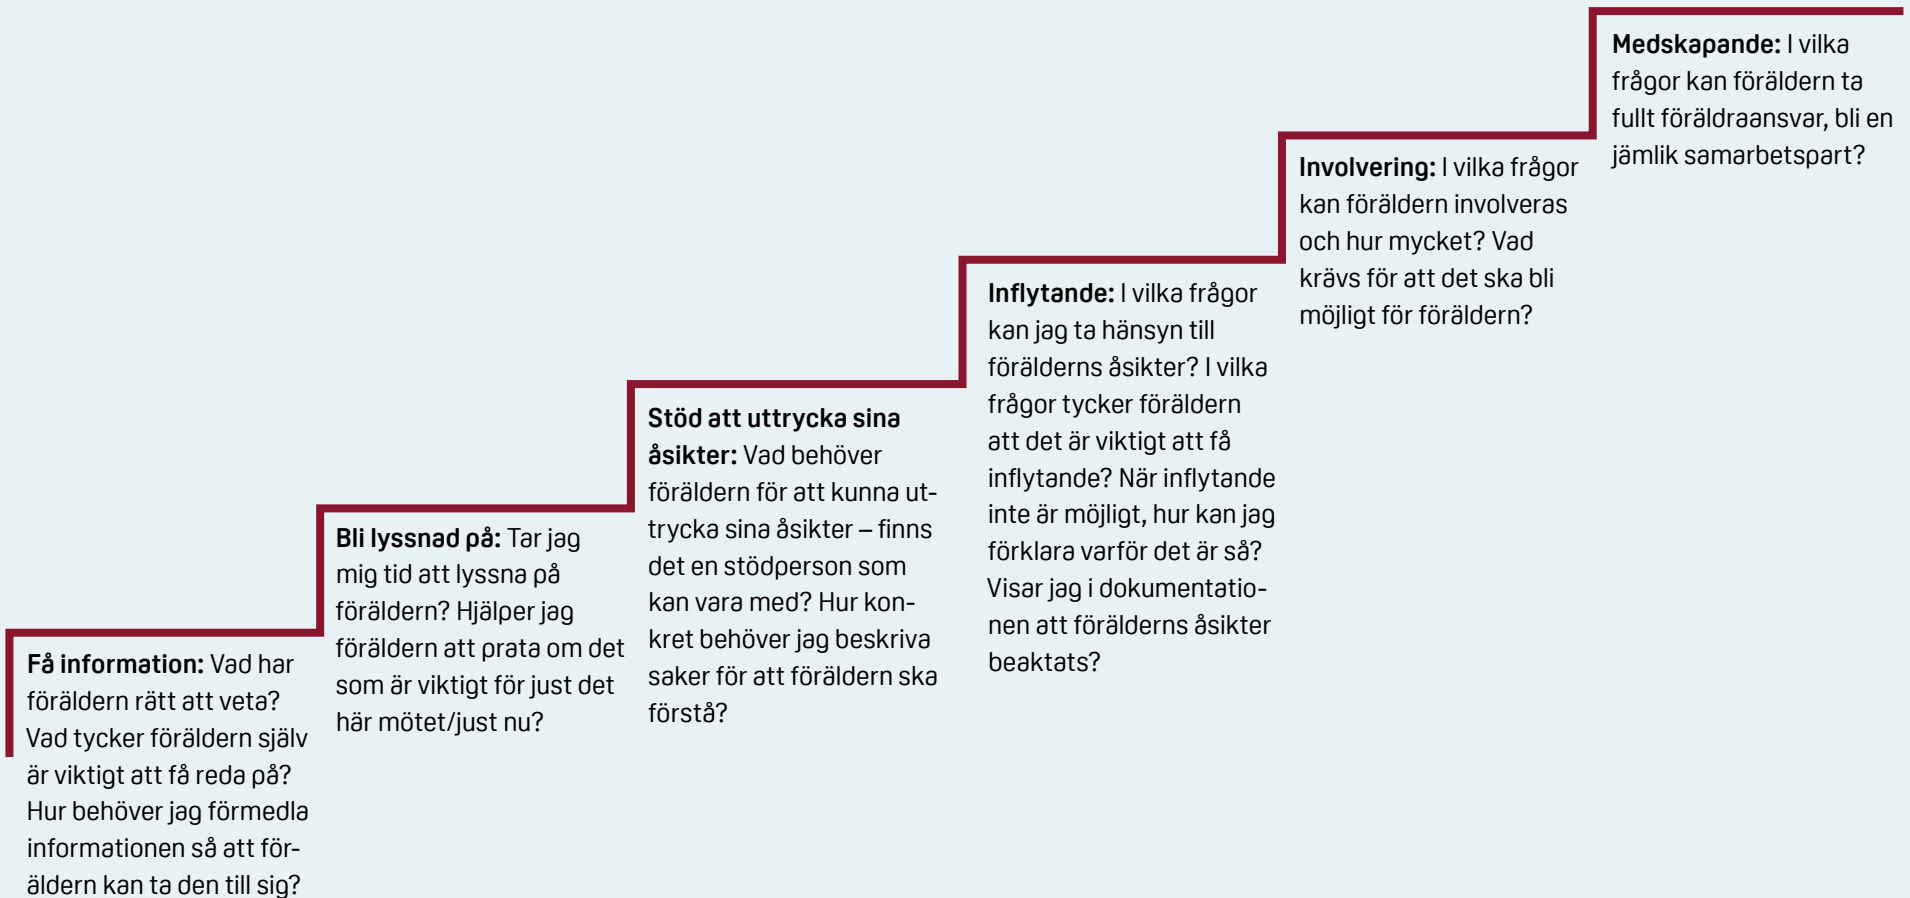 Få information: Vad har
föräldern rätt att veta?
Vad tycker föräldern själv
är viktigt att få reda på?
Hur behöver jag förmedla
informationen så att för-
äldern kan ta den till sig?
Bli lyssnad på: Tar jag
mig tid att lyssna på
föräldern? Hjälper jag
föräldern att prata om det
som är viktigt för just det
här mötet/just nu?
Stöd att uttrycka sina
åsikter: Vad behöver
föräldern för att kunna ut-
trycka sina åsikter – finns
det en stödperson som
kan vara med? Hur kon-
kret behöver jag beskriva
saker för att föräldern ska
förstå?
Inflytande: I vilka frågor
kan jag ta hänsyn till
förälderns åsikter? I vilka
frågor tycker föräldern
att det är viktigt att få
inflytande? När inflytande
inte är möjligt, hur kan jag
förklara varför det är så?
Visar jag i dokumentatio-
nen att förälderns åsikter
beaktats?
Involvering: I vilka frågor
kan föräldern involveras
och hur mycket? Vad
krävs för att det ska bli
möjligt för föräldern?
Medskapande: I vilka
frågor kan föräldern ta
fullt föräldraansvar, bli en
jämlik samarbetspart?